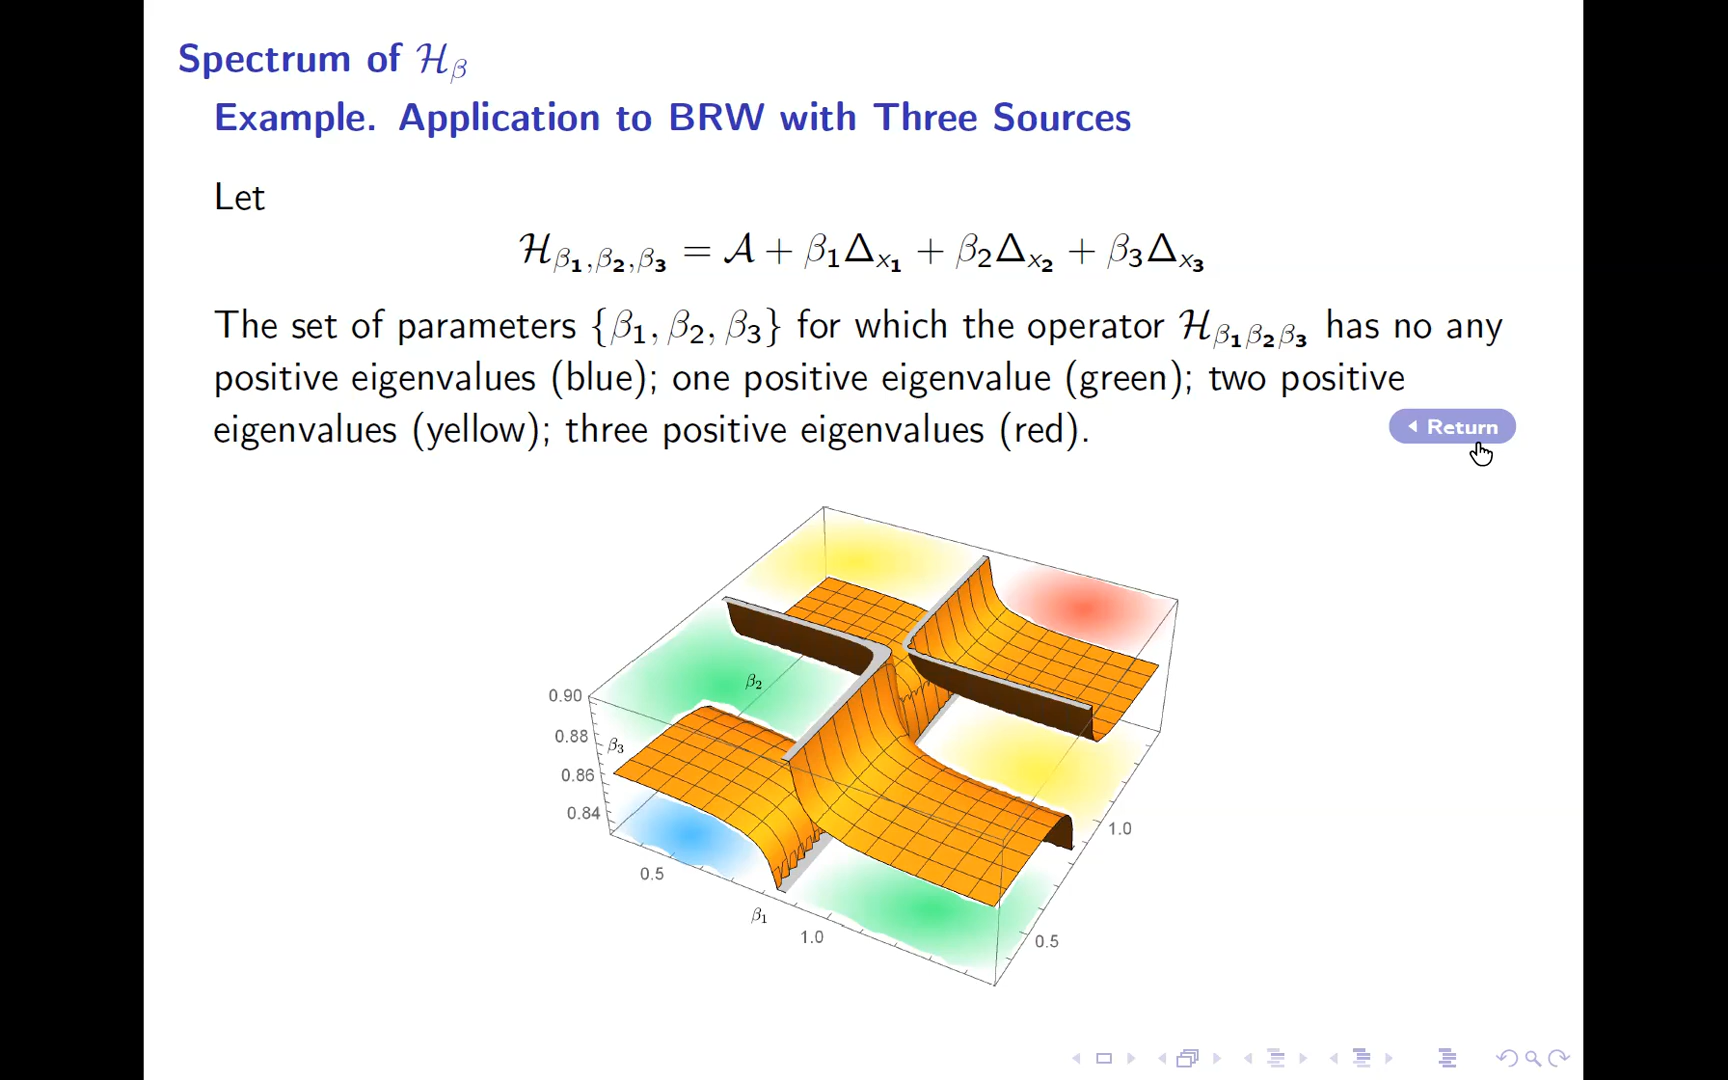 Spectrum of ℋ_β
Example. Application to BRW with Three Sources
Let
ℋ_{β₁,β₂,β₃} = 𝒜 + β₁Δ_{x₁} + β₂Δ_{x₂} + β₃Δ_{x₃}
The set of parameters {β₁, β₂, β₃} for which the operator ℋ_{β₁β₂β₃} has no any
positive eigenvalues (blue); one positive eigenvalue (green); two positive
eigenvalues (yellow); three positive eigenvalues (red).
Return
β₂
0.90
0.88
β₃
0.86
0.84
1.0
0.5
β₁
1.0
0.5